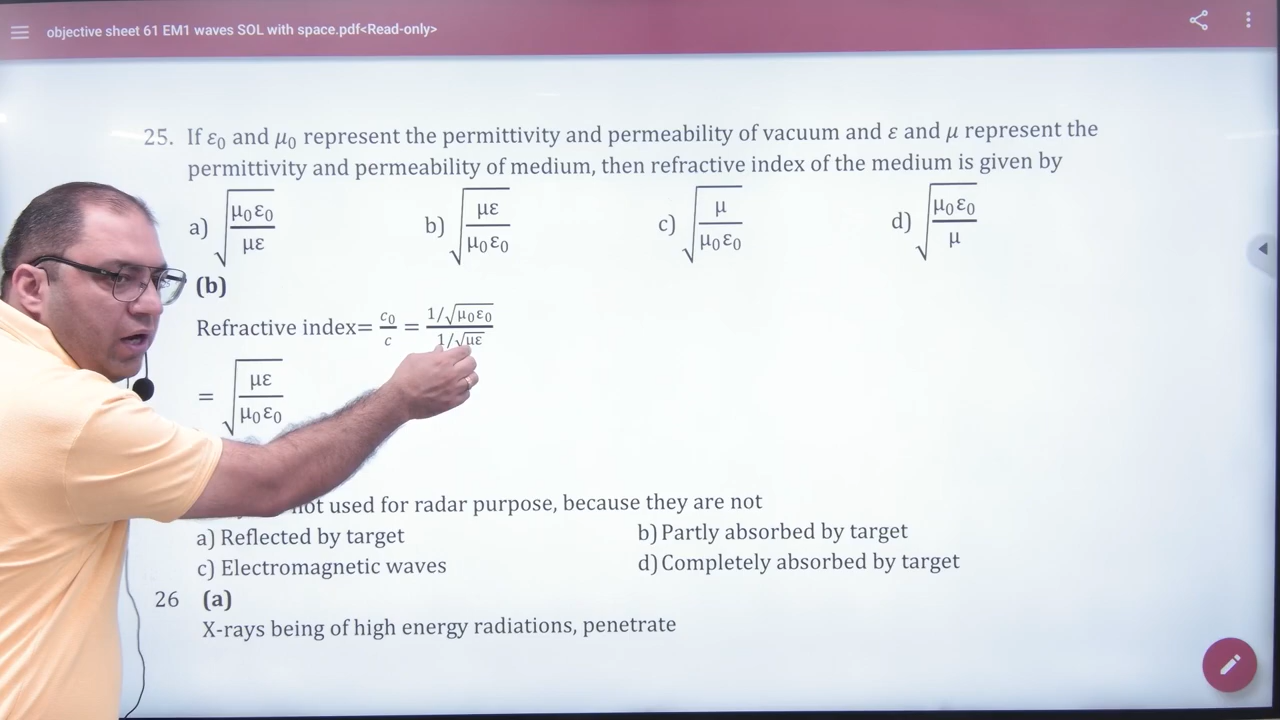 objective sheet 61 EM1 waves SOL with space.pdf<Read-only>
25. If ε₀ and μ₀ represent the permittivity and permeability of vacuum and ε and μ represent the
permittivity and permeability of medium, then refractive index of the medium is given by
a) √(μ₀ε₀/με) b) √(με/μ₀ε₀) c) √(μ/μ₀ε₀) d) √(μ₀ε₀/μ)
(b)
Refractive index= c₀/c = (1/√μ₀ε₀)/(1/√με)
= √(με/μ₀ε₀)
not used for radar purpose, because they are not
a) Reflected by target b) Partly absorbed by target
c) Electromagnetic waves d) Completely absorbed by target
26 (a)
X-rays being of high energy radiations, penetrate